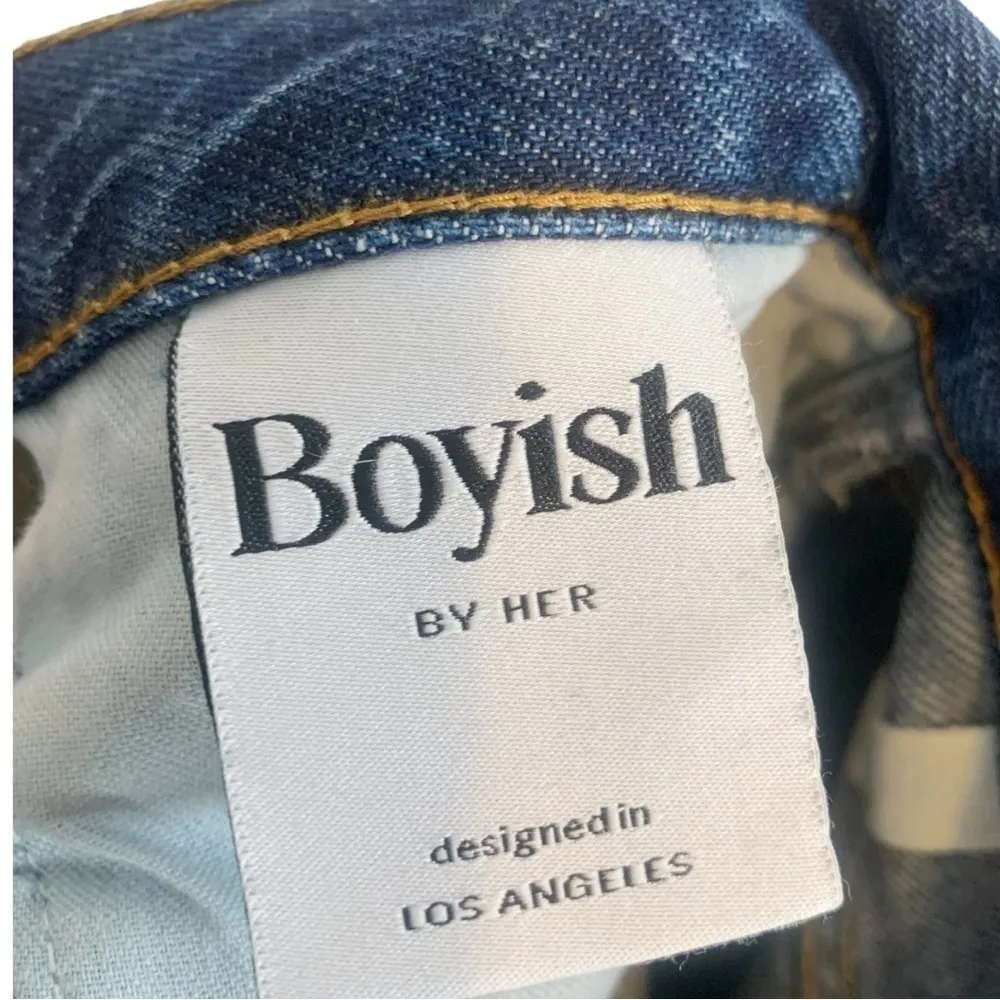 Boyish
BY HER
designed in
LOS ANGELES